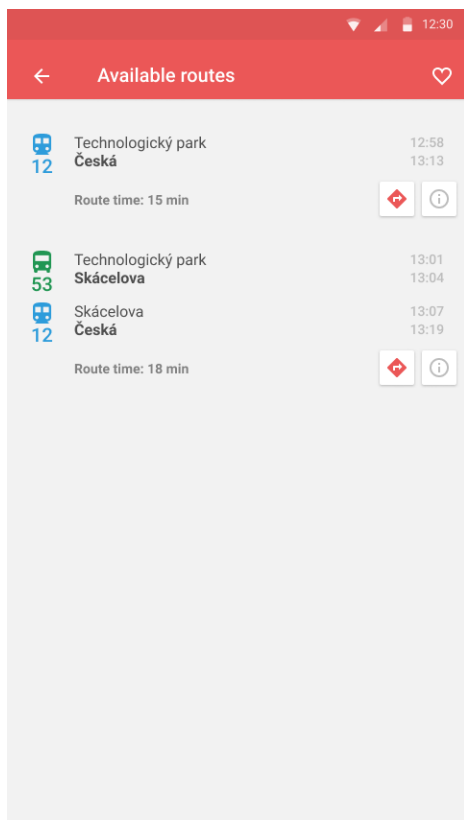 12:30
Available routes
Technologický park 12:58
12 Česká 13:13
Route time: 15 min
Technologický park 13:01
53 Skácelova 13:04
Skácelova 13:07
12 Česká 13:19
Route time: 18 min